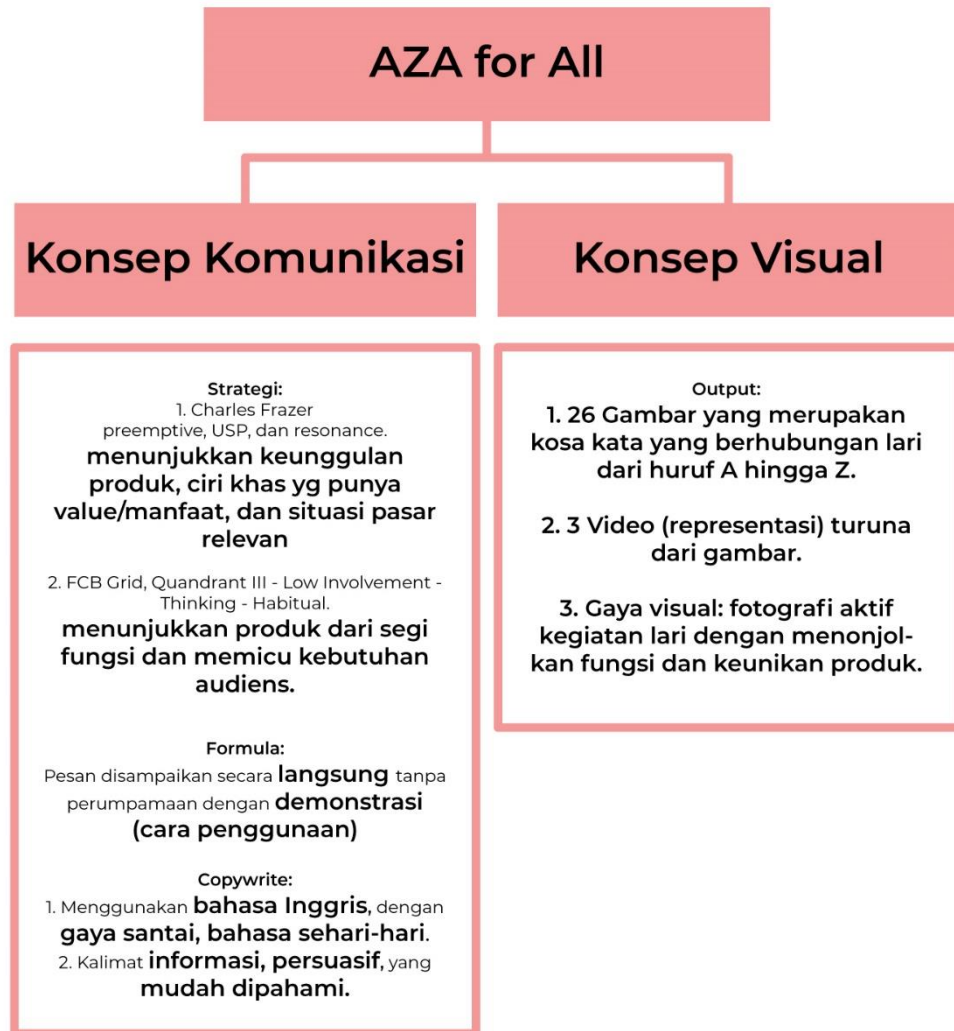 AZA for All
Konsep Komunikasi
Strategi:
1. Charles Frazer
preemptive, USP, dan resonance.
menunjukkan keunggulan
produk, ciri khas yg punya
value/manfaat, dan situasi pasar
relevan
2. FCB Grid, Quandrant III - Low Involvement -
Thinking - Habitual.
menunjukkan produk dari segi
fungsi dan memicu kebutuhan
audiens.
Formula:
Pesan disampaikan secara langsung tanpa
perumpamaan dengan demonstrasi
(cara penggunaan)
Copywrite:
1. Menggunakan bahasa Inggris, dengan
gaya santai, bahasa sehari-hari.
2. Kalimat informasi, persuasif, yang
mudah dipahami.
Konsep Visual
Output:
1. 26 Gambar yang merupakan
kosa kata yang berhubungan lari
dari huruf A hingga Z.
2. 3 Video (representasi) turuna
dari gambar.
3. Gaya visual: fotografi aktif
kegiatan lari dengan menonjol-
kan fungsi dan keunikan produk.